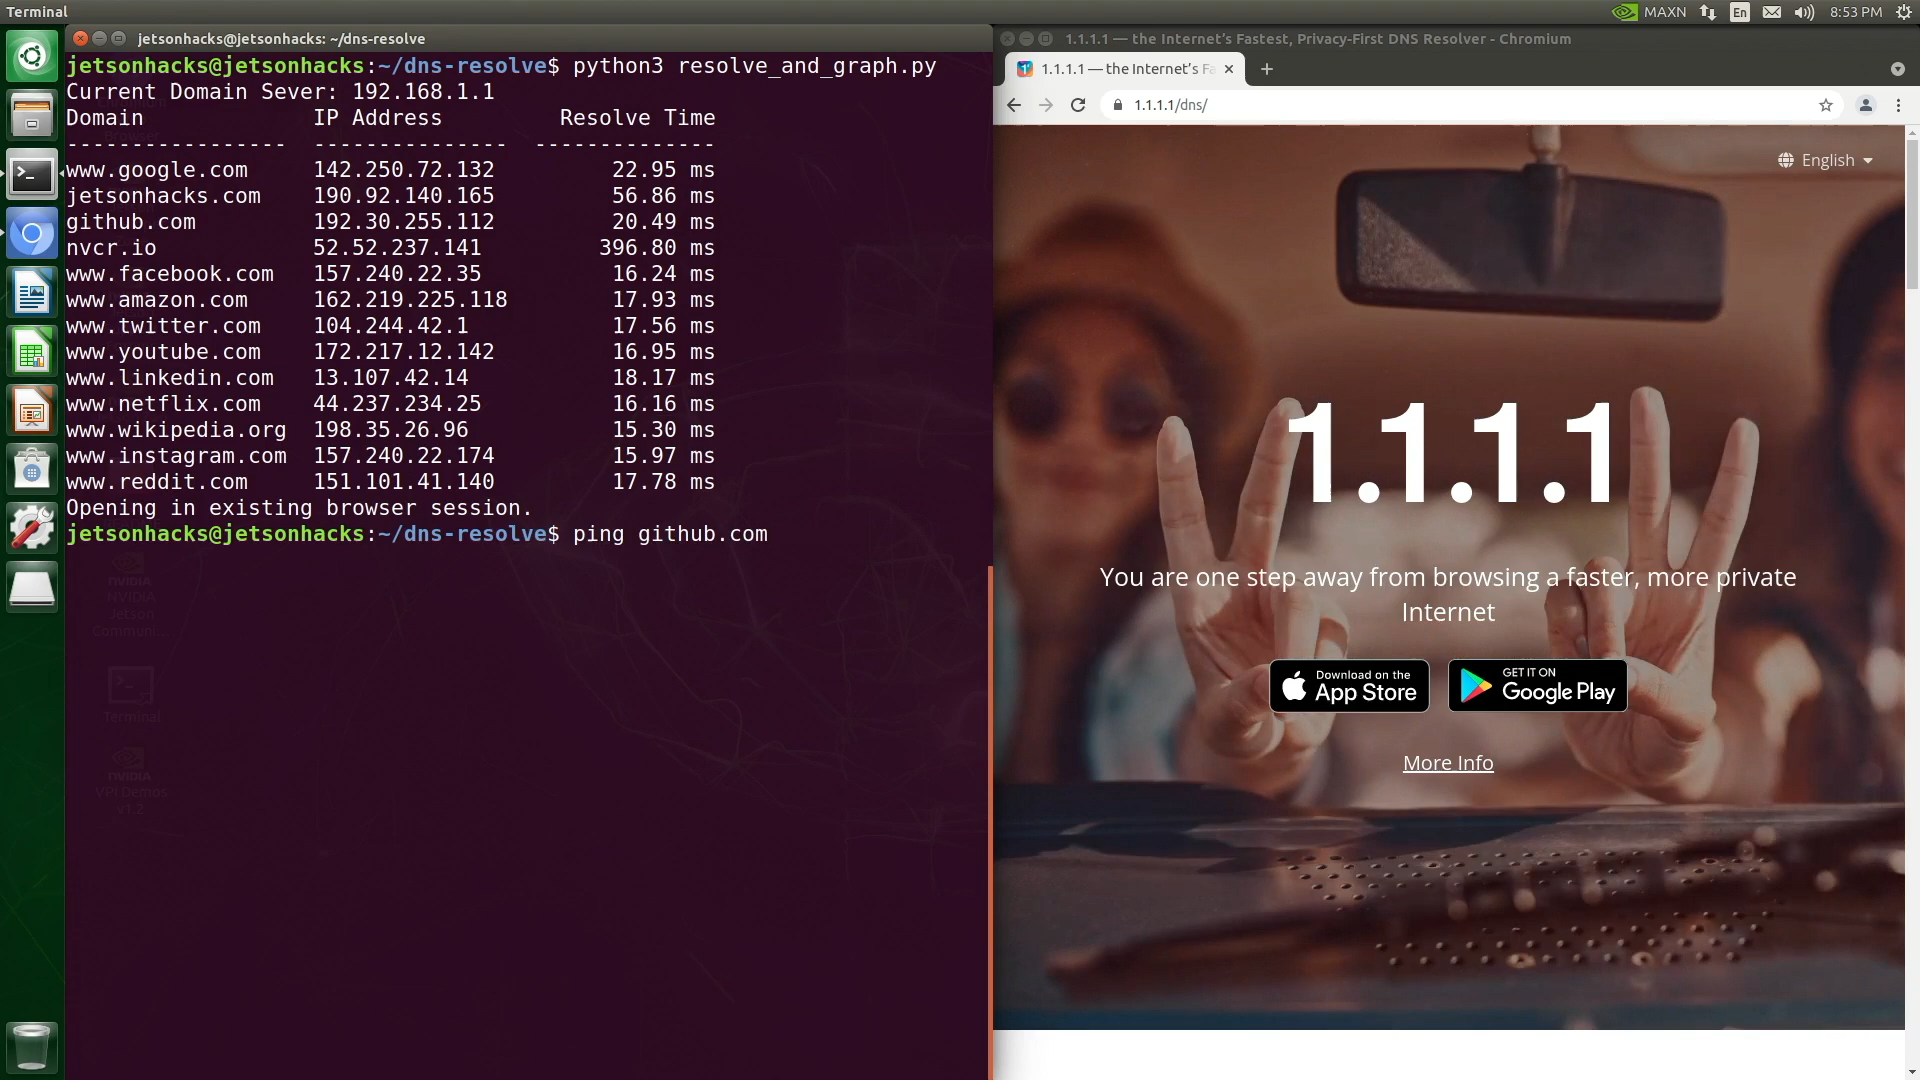 Terminal
MAXN
En
8:53 PM
jetsonhacks@jetsonhacks: ~/dns-resolve
jetsonhacks@jetsonhacks:~/dns-resolve$ python3 resolve_and_graph.py
Current Domain Sever: 192.168.1.1
Domain IP Address Resolve Time
----------------- --------------- --------------
www.google.com 142.250.72.132 22.95 ms
jetsonhacks.com 190.92.140.165 56.86 ms
github.com 192.30.255.112 20.49 ms
nvcr.io 52.52.237.141 396.80 ms
www.facebook.com 157.240.22.35 16.24 ms
www.amazon.com 162.219.225.118 17.93 ms
www.twitter.com 104.244.42.1 17.56 ms
www.youtube.com 172.217.12.142 16.95 ms
www.linkedin.com 13.107.42.14 18.17 ms
www.netflix.com 44.237.234.25 16.16 ms
www.wikipedia.org 198.35.26.96 15.30 ms
www.instagram.com 157.240.22.174 15.97 ms
www.reddit.com 151.101.41.140 17.78 ms
Opening in existing browser session.
jetsonhacks@jetsonhacks:~/dns-resolve$ ping github.com
NVIDIA
NVIDIA
Jetson
Communi...
Terminal
NVIDIA
VPI Demos
v1.2
1.1.1.1 — the Internet’s Fastest, Privacy-First DNS Resolver - Chromium
1.1.1.1 — the Internet’s Fa
1.1.1.1/dns/
English
1.1.1.1
You are one step away from browsing a faster, more private
Internet
Download on the
App Store
GET IT ON
Google Play
More Info